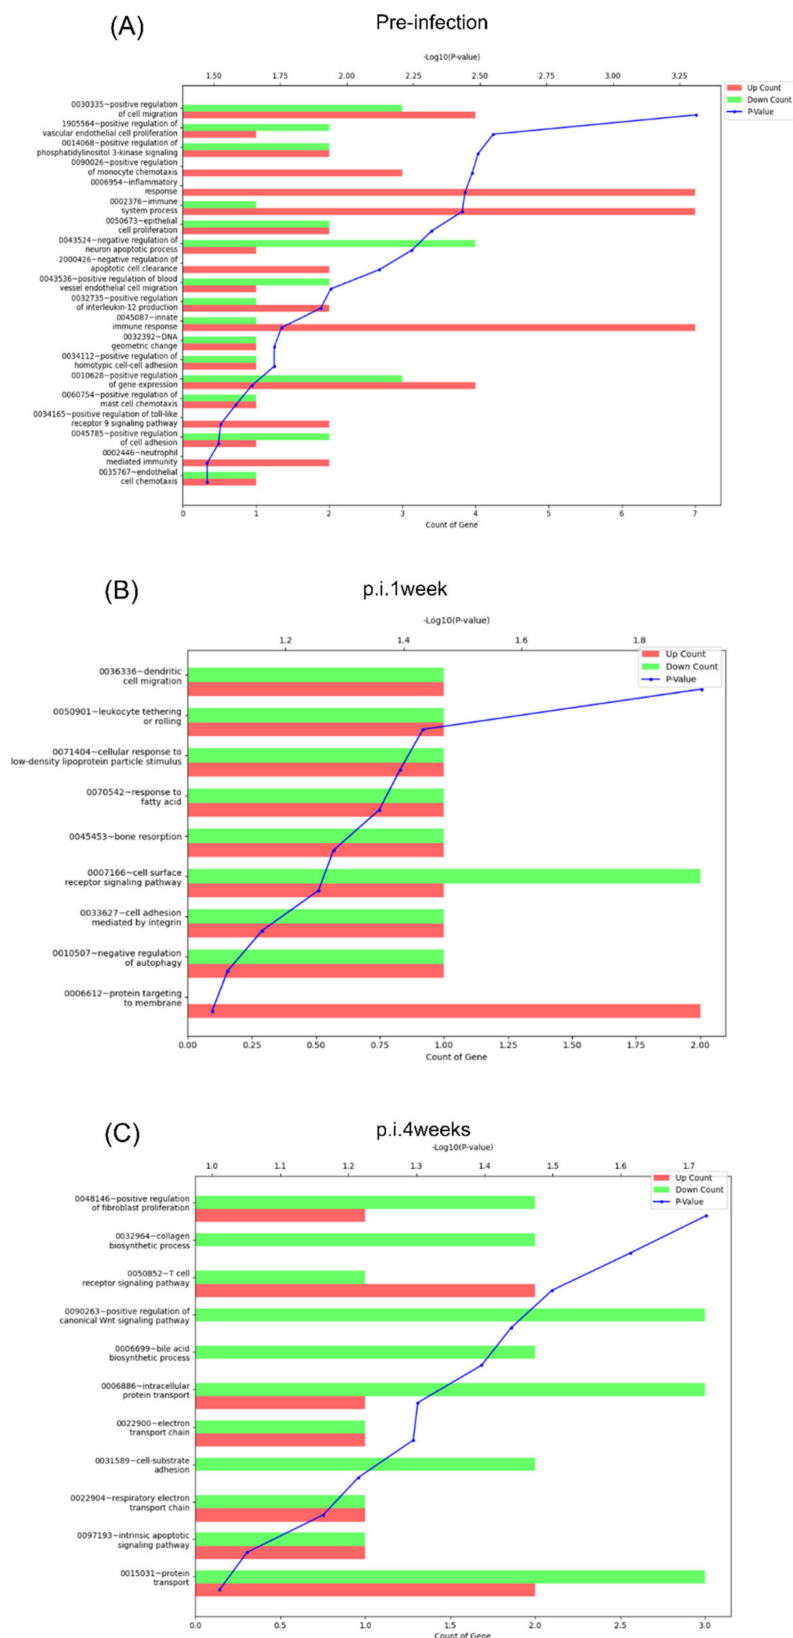 (A)
Pre-infection
-Log10(P-value)
1.50 1.75 1.90 2.10 2.25 2.50 2.75 3.00 3.10 3.31
Up Count
Down Count
P-Value
0030335~positive regulation
of cell migration
1905564~positive regulation of
vascular endothelial cell proliferation
0014068~positive regulation of
phosphatidylinositol 3-kinase signaling
0090026~positive regulation
of monocyte chemotaxis
0006954~inflammatory
response
0002376~immune
system process
0050673~epithelial
cell proliferation
0043524~negative regulation of
neuron apoptotic process
2000426~negative regulation of
apoptotic cell clearance
0043536~positive regulation of blood
vessel endothelial cell migration
0032735~positive regulation
of interleukin-12 production
0045087~innate
immune response
0032392~DNA
geometric change
0034112~positive regulation of
homotypic cell-cell adhesion
0010628~positive regulation
of gene expression
0060754~positive regulation of
mast cell chemotaxis
0034165~positive regulation of toll-like
receptor 9 signaling pathway
0045785~positive regulation
of cell adhesion
0002446~neutrophil
mediated immunity
0035767~endothelial
cell chemotaxis
0 1 2 3 4 5 6 7
Count of Gene
(B)
p.i.1week
-Log10(P-value)
1.2 1.4 1.6 1.8
Up Count
Down Count
P-Value
0036336~dendritic
cell migration
0050901~leukocyte tethering
or rolling
0071404~cellular response to
low-density lipoprotein particle stimulus
0070542~response to
fatty acid
0045453~bone resorption
0007166~cell surface
receptor signaling pathway
0033627~cell adhesion
mediated by integrin
0010507~negative regulation
of autophagy
0006612~protein targeting
to membrane
0.00 0.25 0.50 0.75 1.00 1.25 1.50 1.75 2.00
Count of Gene
(C)
p.i.4weeks
-Log10(P-value)
1.0 1.1 1.2 1.3 1.4 1.5 1.6 1.7
Up Count
Down Count
P-Value
0048146~positive regulation
of fibroblast proliferation
0032964~collagen
biosynthetic process
0050852~T cell
receptor signaling pathway
0090263~positive regulation of
canonical Wnt signaling pathway
0006699~bile acid
biosynthetic process
0006886~intracellular
protein transport
0022900~electron
transport chain
0031589~cell-substrate
adhesion
0022904~respiratory electron
transport chain
0097193~intrinsic apoptotic
signaling pathway
0015031~protein
transport
0.0 0.5 1.0 1.5 2.0 2.5 3.0
Count of Gene